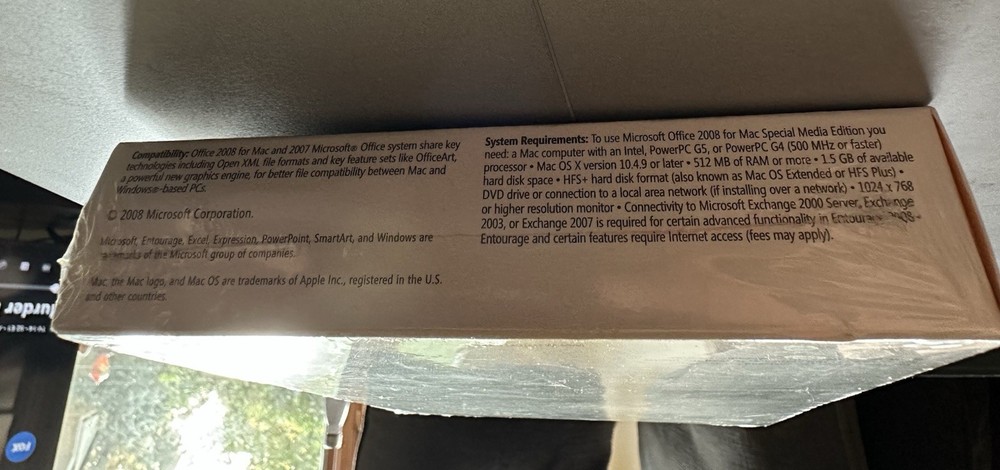 Compatibility: Office 2008 for Mac and 2007 Microsoft® Office system share key
technologies including Open XML file formats and key feature sets like OfficeArt,
a powerful new graphics engine, for better file compatibility between Mac and
Windows®-based PCs.
© 2008 Microsoft Corporation.
Microsoft, Entourage, Excel, Expression, PowerPoint, SmartArt, and Windows are
trademarks of the Microsoft group of companies.
Mac, the Mac logo, and Mac OS are trademarks of Apple Inc., registered in the U.S.
and other countries.
System Requirements: To use Microsoft Office 2008 for Mac Special Media Edition you
need: a Mac computer with an Intel, PowerPC G5, or PowerPC G4 (500 MHz or faster)
processor • Mac OS X version 10.4.9 or later • 512 MB of RAM or more • 1.5 GB of available
hard disk space • HFS+ hard disk format (also known as Mac OS Extended or HFS Plus) •
DVD drive or connection to a local area network (if installing over a network) • 1024 x 768
or higher resolution monitor • Connectivity to Microsoft Exchange 2000 Server, Exchange
2003, or Exchange 2007 is required for certain advanced functionality in Entourage 2008 •
Entourage and certain features require Internet access (fees may apply).
urder
FOX